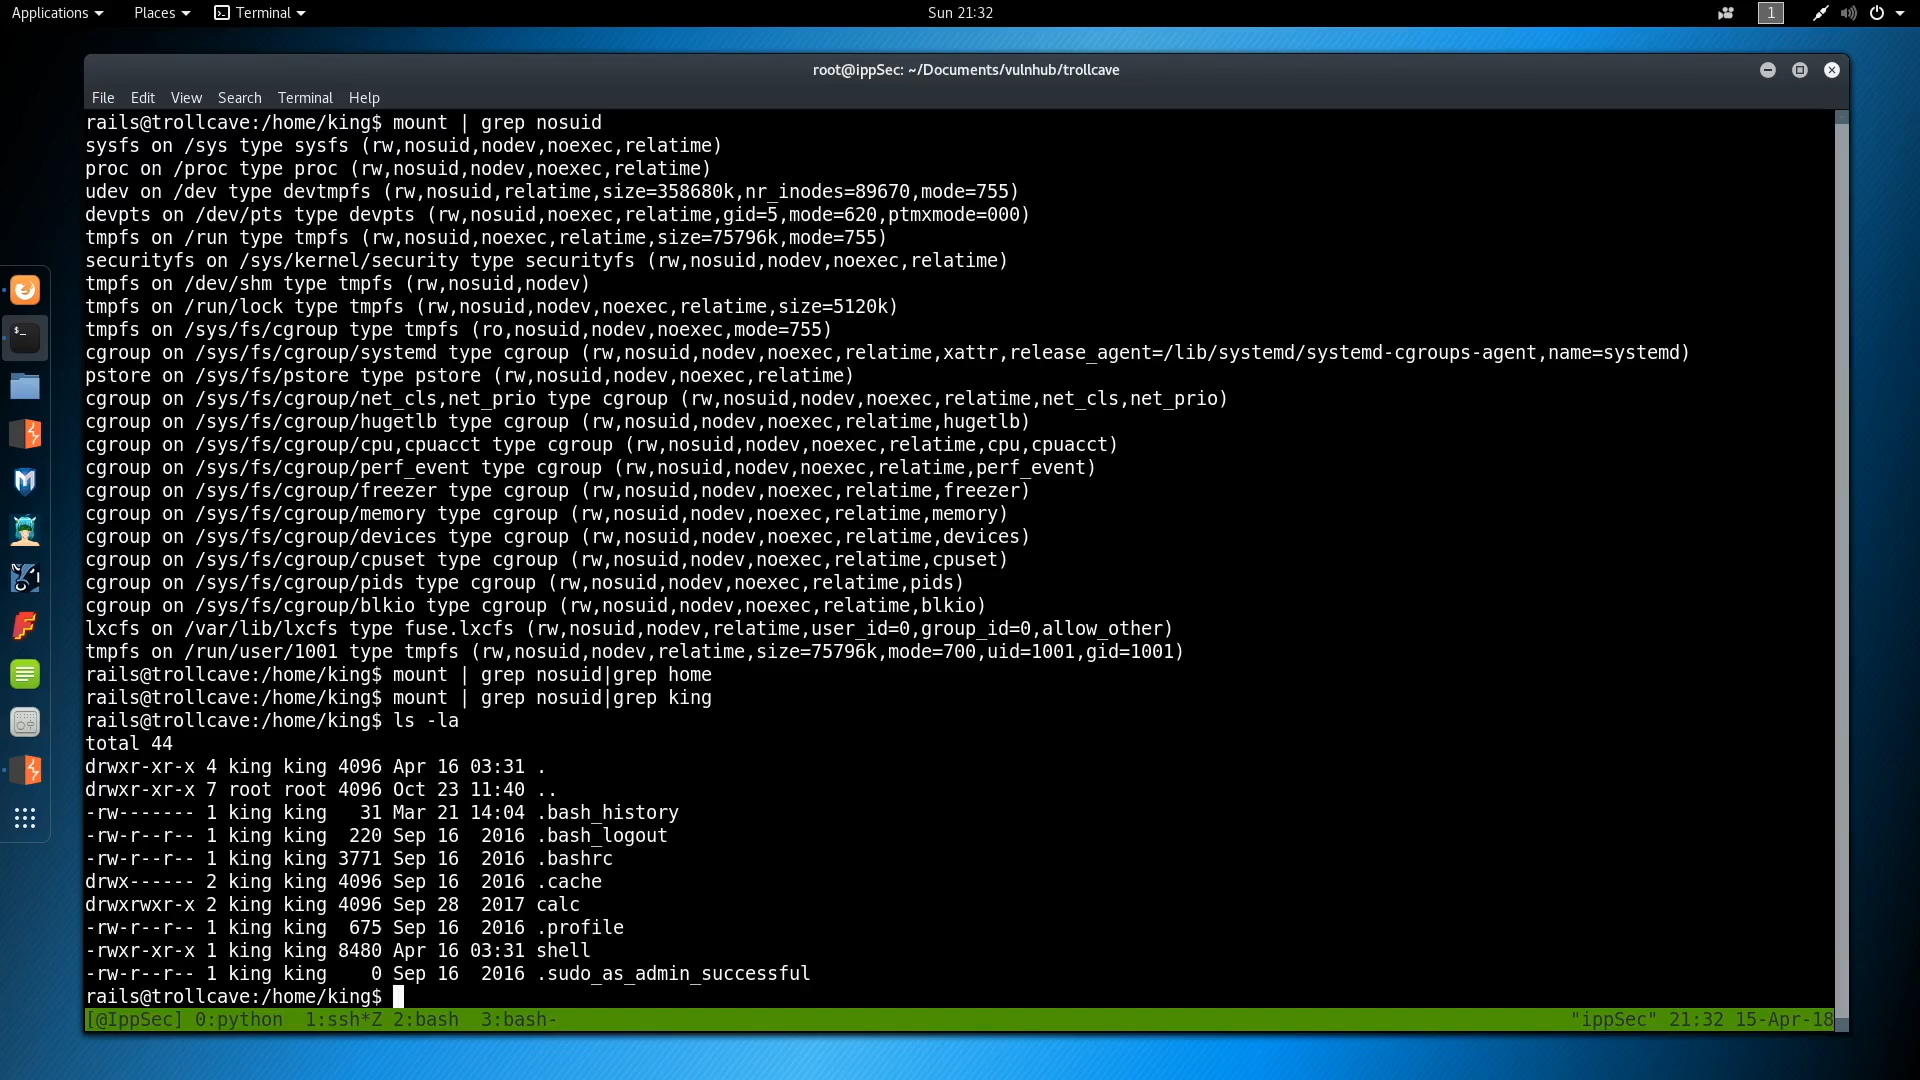 Applications Places Terminal Sun 21:32 1
root@ippSec: ~/Documents/vulnhub/trollcave
File Edit View Search Terminal Help
rails@trollcave:/home/king$ mount | grep nosuid
sysfs on /sys type sysfs (rw,nosuid,nodev,noexec,relatime)
proc on /proc type proc (rw,nosuid,nodev,noexec,relatime)
udev on /dev type devtmpfs (rw,nosuid,relatime,size=358680k,nr_inodes=89670,mode=755)
devpts on /dev/pts type devpts (rw,nosuid,noexec,relatime,gid=5,mode=620,ptmxmode=000)
tmpfs on /run type tmpfs (rw,nosuid,noexec,relatime,size=75796k,mode=755)
securityfs on /sys/kernel/security type securityfs (rw,nosuid,nodev,noexec,relatime)
tmpfs on /dev/shm type tmpfs (rw,nosuid,nodev)
tmpfs on /run/lock type tmpfs (rw,nosuid,nodev,noexec,relatime,size=5120k)
tmpfs on /sys/fs/cgroup type tmpfs (ro,nosuid,nodev,noexec,mode=755)
cgroup on /sys/fs/cgroup/systemd type cgroup (rw,nosuid,nodev,noexec,relatime,xattr,release_agent=/lib/systemd/systemd-cgroups-agent,name=systemd)
pstore on /sys/fs/pstore type pstore (rw,nosuid,nodev,noexec,relatime)
cgroup on /sys/fs/cgroup/net_cls,net_prio type cgroup (rw,nosuid,nodev,noexec,relatime,net_cls,net_prio)
cgroup on /sys/fs/cgroup/hugetlb type cgroup (rw,nosuid,nodev,noexec,relatime,hugetlb)
cgroup on /sys/fs/cgroup/cpu,cpuacct type cgroup (rw,nosuid,nodev,noexec,relatime,cpu,cpuacct)
cgroup on /sys/fs/cgroup/perf_event type cgroup (rw,nosuid,nodev,noexec,relatime,perf_event)
cgroup on /sys/fs/cgroup/freezer type cgroup (rw,nosuid,nodev,noexec,relatime,freezer)
cgroup on /sys/fs/cgroup/memory type cgroup (rw,nosuid,nodev,noexec,relatime,memory)
cgroup on /sys/fs/cgroup/devices type cgroup (rw,nosuid,nodev,noexec,relatime,devices)
cgroup on /sys/fs/cgroup/cpuset type cgroup (rw,nosuid,nodev,noexec,relatime,cpuset)
cgroup on /sys/fs/cgroup/pids type cgroup (rw,nosuid,nodev,noexec,relatime,pids)
cgroup on /sys/fs/cgroup/blkio type cgroup (rw,nosuid,nodev,noexec,relatime,blkio)
lxcfs on /var/lib/lxcfs type fuse.lxcfs (rw,nosuid,nodev,relatime,user_id=0,group_id=0,allow_other)
tmpfs on /run/user/1001 type tmpfs (rw,nosuid,nodev,relatime,size=75796k,mode=700,uid=1001,gid=1001)
rails@trollcave:/home/king$ mount | grep nosuid|grep home
rails@trollcave:/home/king$ mount | grep nosuid|grep king
rails@trollcave:/home/king$ ls -la
total 44
drwxr-xr-x 4 king king 4096 Apr 16 03:31 .
drwxr-xr-x 7 root root 4096 Oct 23 11:40 ..
-rw------- 1 king king   31 Mar 21 14:04 .bash_history
-rw-r--r-- 1 king king  220 Sep 16  2016 .bash_logout
-rw-r--r-- 1 king king 3771 Sep 16  2016 .bashrc
drwx------ 2 king king 4096 Sep 16  2016 .cache
drwxrwxr-x 2 king king 4096 Sep 28  2017 calc
-rw-r--r-- 1 king king  675 Sep 16  2016 .profile
-rwxr-xr-x 1 king king 8480 Apr 16 03:31 shell
-rw-r--r-- 1 king king    0 Sep 16  2016 .sudo_as_admin_successful
rails@trollcave:/home/king$
[@IppSec] 0:python  1:ssh*Z 2:bash  3:bash- "ippSec" 21:32 15-Apr-18